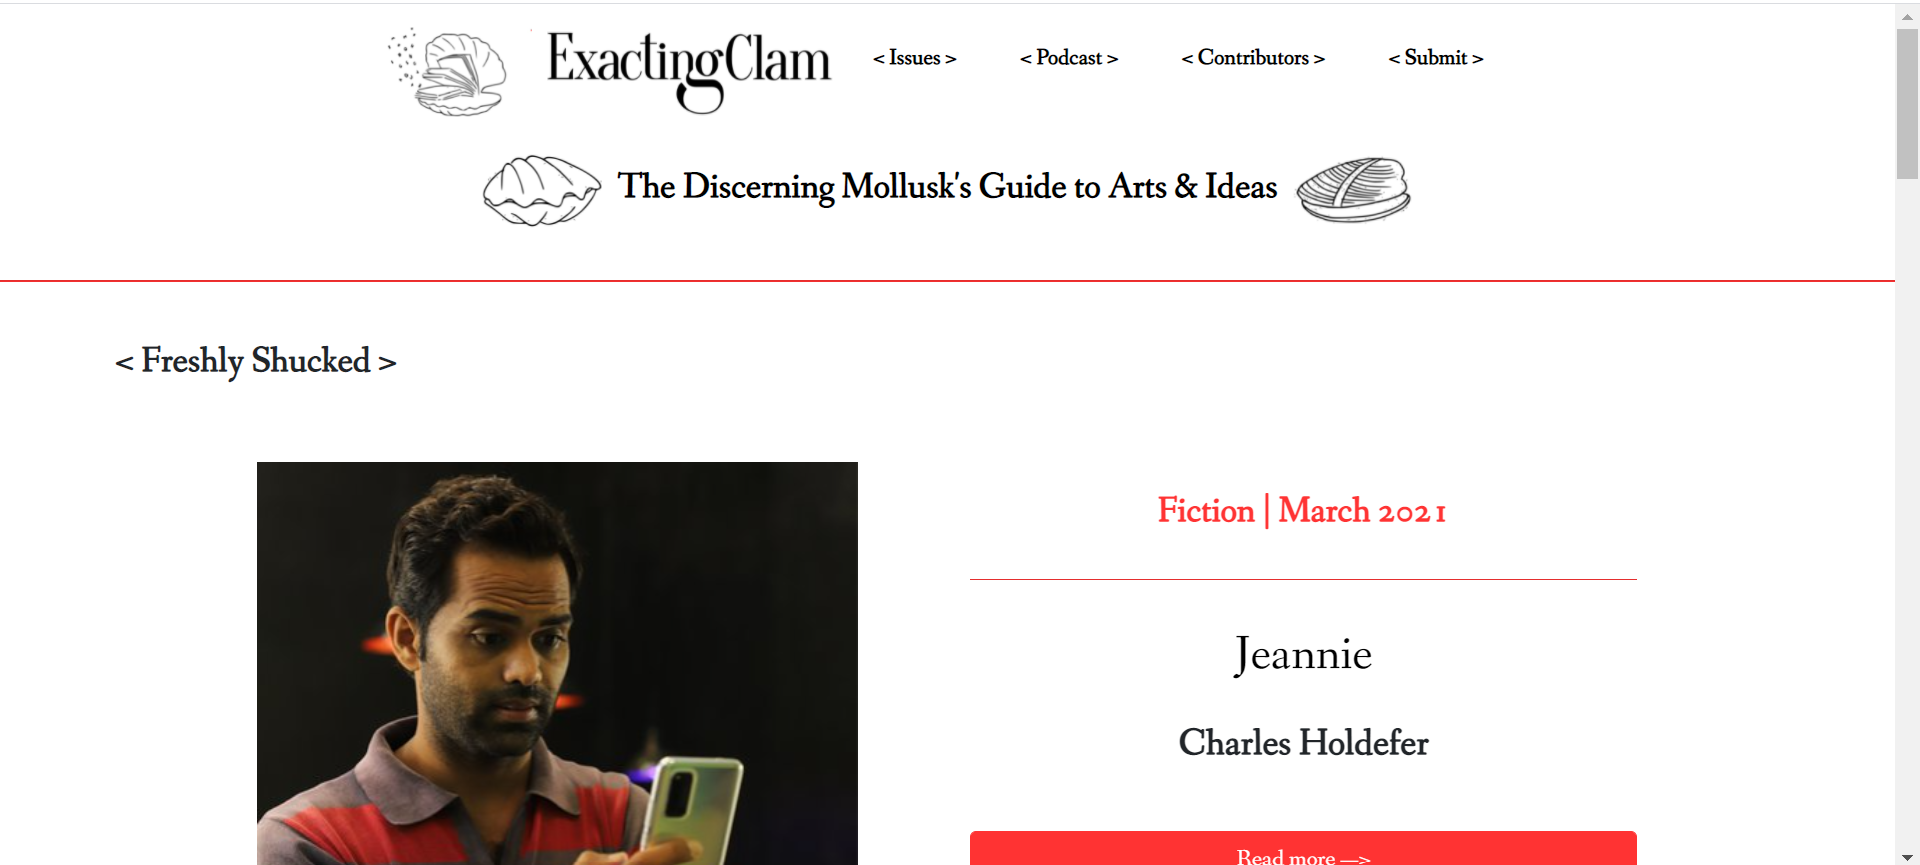 ExactingClam
< Issues >
< Podcast >
< Contributors >
< Submit >
The Discerning Mollusk's Guide to Arts & Ideas
< Freshly Shucked >
Fiction | March 2021
Jeannie
Charles Holdefer
Read more —>